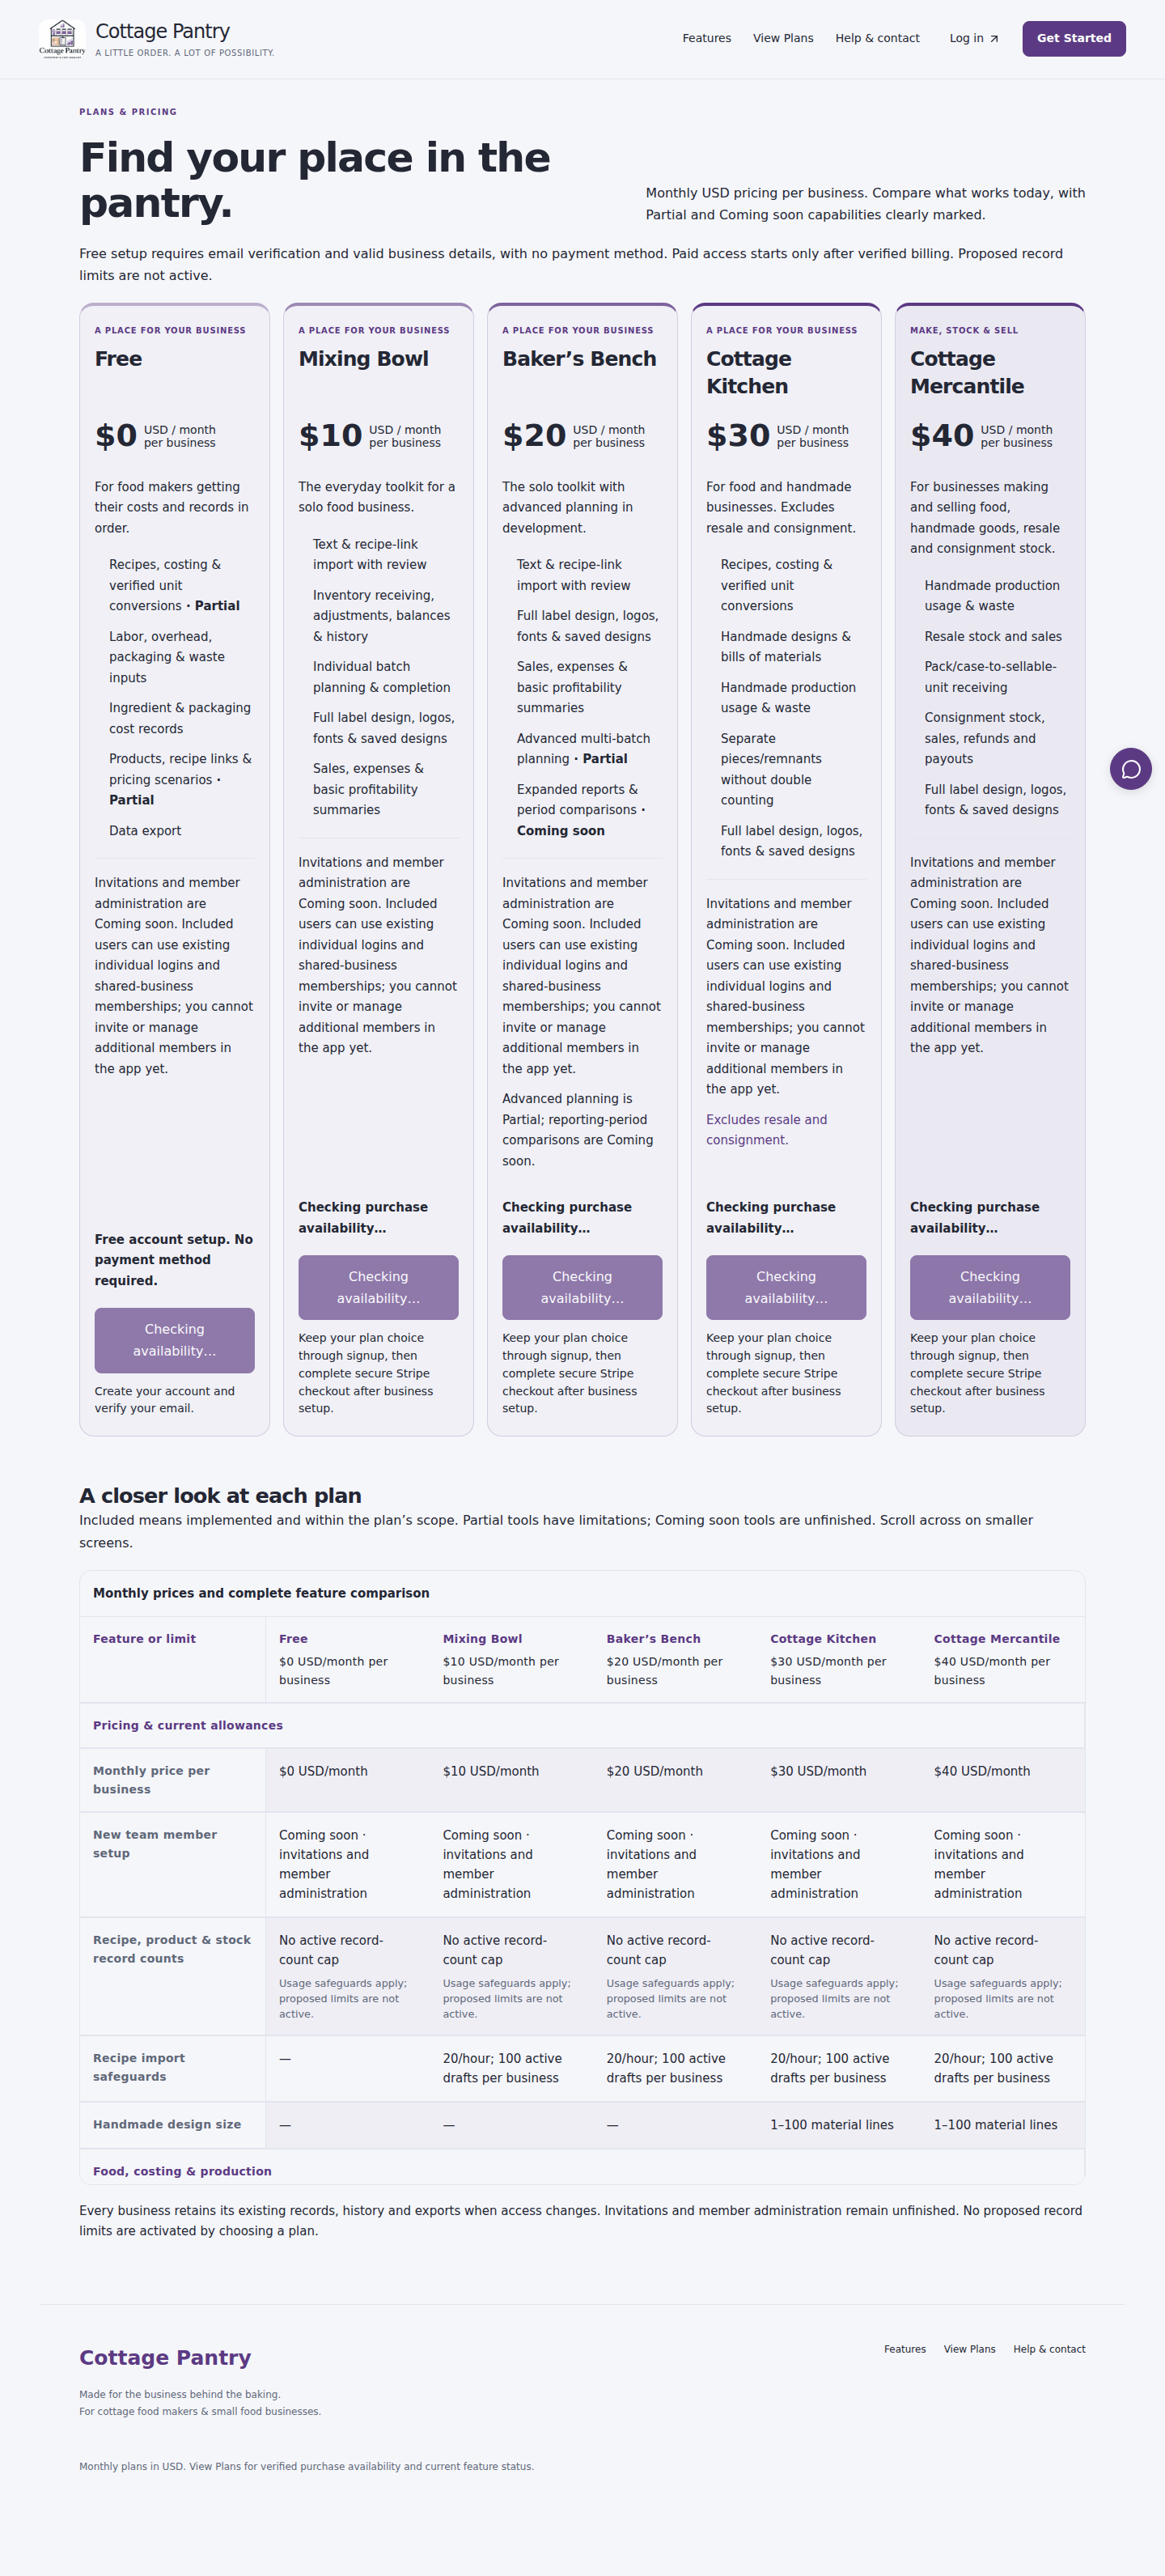 Cottage Pantry
Cottage Pantry
A LITTLE ORDER. A LOT OF POSSIBILITY.
Features
View Plans
Help & contact
Log in
Get Started
PLANS & PRICING
Find your place in the
pantry.
Monthly USD pricing per business. Compare what works today, with
Partial and Coming soon capabilities clearly marked.
Free setup requires email verification and valid business details, with no payment method. Paid access starts only after verified billing. Proposed record
limits are not active.
A PLACE FOR YOUR BUSINESS
Free
$0 USD / month
per business
For food makers getting
their costs and records in
order.
Recipes, costing &
verified unit
conversions · Partial
Labor, overhead,
packaging & waste
inputs
Ingredient & packaging
cost records
Products, recipe links &
pricing scenarios ·
Partial
Data export
Invitations and member
administration are
Coming soon. Included
users can use existing
individual logins and
shared-business
memberships; you cannot
invite or manage
additional members in
the app yet.
Free account setup. No
payment method
required.
Checking
availability…
Create your account and
verify your email.
A PLACE FOR YOUR BUSINESS
Mixing Bowl
$10 USD / month
per business
The everyday toolkit for a
solo food business.
Text & recipe-link
import with review
Inventory receiving,
adjustments, balances
& history
Individual batch
planning & completion
Full label design, logos,
fonts & saved designs
Sales, expenses &
basic profitability
summaries
Invitations and member
administration are
Coming soon. Included
users can use existing
individual logins and
shared-business
memberships; you cannot
invite or manage
additional members in
the app yet.
Checking purchase
availability…
Checking
availability…
Keep your plan choice
through signup, then
complete secure Stripe
checkout after business
setup.
A PLACE FOR YOUR BUSINESS
Baker’s Bench
$20 USD / month
per business
The solo toolkit with
advanced planning in
development.
Text & recipe-link
import with review
Full label design, logos,
fonts & saved designs
Sales, expenses &
basic profitability
summaries
Advanced multi-batch
planning · Partial
Expanded reports &
period comparisons ·
Coming soon
Invitations and member
administration are
Coming soon. Included
users can use existing
individual logins and
shared-business
memberships; you cannot
invite or manage
additional members in
the app yet.
Advanced planning is
Partial; reporting-period
comparisons are Coming
soon.
Checking purchase
availability…
Checking
availability…
Keep your plan choice
through signup, then
complete secure Stripe
checkout after business
setup.
A PLACE FOR YOUR BUSINESS
Cottage
Kitchen
$30 USD / month
per business
For food and handmade
businesses. Excludes
resale and consignment.
Recipes, costing &
verified unit
conversions
Handmade designs &
bills of materials
Handmade production
usage & waste
Separate
pieces/remnants
without double
counting
Full label design, logos,
fonts & saved designs
Invitations and member
administration are
Coming soon. Included
users can use existing
individual logins and
shared-business
memberships; you cannot
invite or manage
additional members in
the app yet.
Excludes resale and
consignment.
Checking purchase
availability…
Checking
availability…
Keep your plan choice
through signup, then
complete secure Stripe
checkout after business
setup.
MAKE, STOCK & SELL
Cottage
Mercantile
$40 USD / month
per business
For businesses making
and selling food,
handmade goods, resale
and consignment stock.
Handmade production
usage & waste
Resale stock and sales
Pack/case-to-sellable-
unit receiving
Consignment stock,
sales, refunds and
payouts
Full label design, logos,
fonts & saved designs
Invitations and member
administration are
Coming soon. Included
users can use existing
individual logins and
shared-business
memberships; you cannot
invite or manage
additional members in
the app yet.
Checking purchase
availability…
Checking
availability…
Keep your plan choice
through signup, then
complete secure Stripe
checkout after business
setup.
A closer look at each plan
Included means implemented and within the plan’s scope. Partial tools have limitations; Coming soon tools are unfinished. Scroll across on smaller
screens.
Monthly prices and complete feature comparison
Feature or limit
Free
$0 USD/month per
business
Mixing Bowl
$10 USD/month per
business
Baker’s Bench
$20 USD/month per
business
Cottage Kitchen
$30 USD/month per
business
Cottage Mercantile
$40 USD/month per
business
Pricing & current allowances
Monthly price per
business
$0 USD/month
$10 USD/month
$20 USD/month
$30 USD/month
$40 USD/month
New team member
setup
Coming soon ·
invitations and
member
administration
Coming soon ·
invitations and
member
administration
Coming soon ·
invitations and
member
administration
Coming soon ·
invitations and
member
administration
Coming soon ·
invitations and
member
administration
Recipe, product & stock
record counts
No active record-
count cap
Usage safeguards apply;
proposed limits are not
active.
No active record-
count cap
Usage safeguards apply;
proposed limits are not
active.
No active record-
count cap
Usage safeguards apply;
proposed limits are not
active.
No active record-
count cap
Usage safeguards apply;
proposed limits are not
active.
No active record-
count cap
Usage safeguards apply;
proposed limits are not
active.
Recipe import
safeguards
—
20/hour; 100 active
drafts per business
20/hour; 100 active
drafts per business
20/hour; 100 active
drafts per business
20/hour; 100 active
drafts per business
Handmade design size
—
—
—
1–100 material lines
1–100 material lines
Food, costing & production
Every business retains its existing records, history and exports when access changes. Invitations and member administration remain unfinished. No proposed record
limits are activated by choosing a plan.
Cottage Pantry
Features
View Plans
Help & contact
Made for the business behind the baking.
For cottage food makers & small food businesses.
Monthly plans in USD. View Plans for verified purchase availability and current feature status.